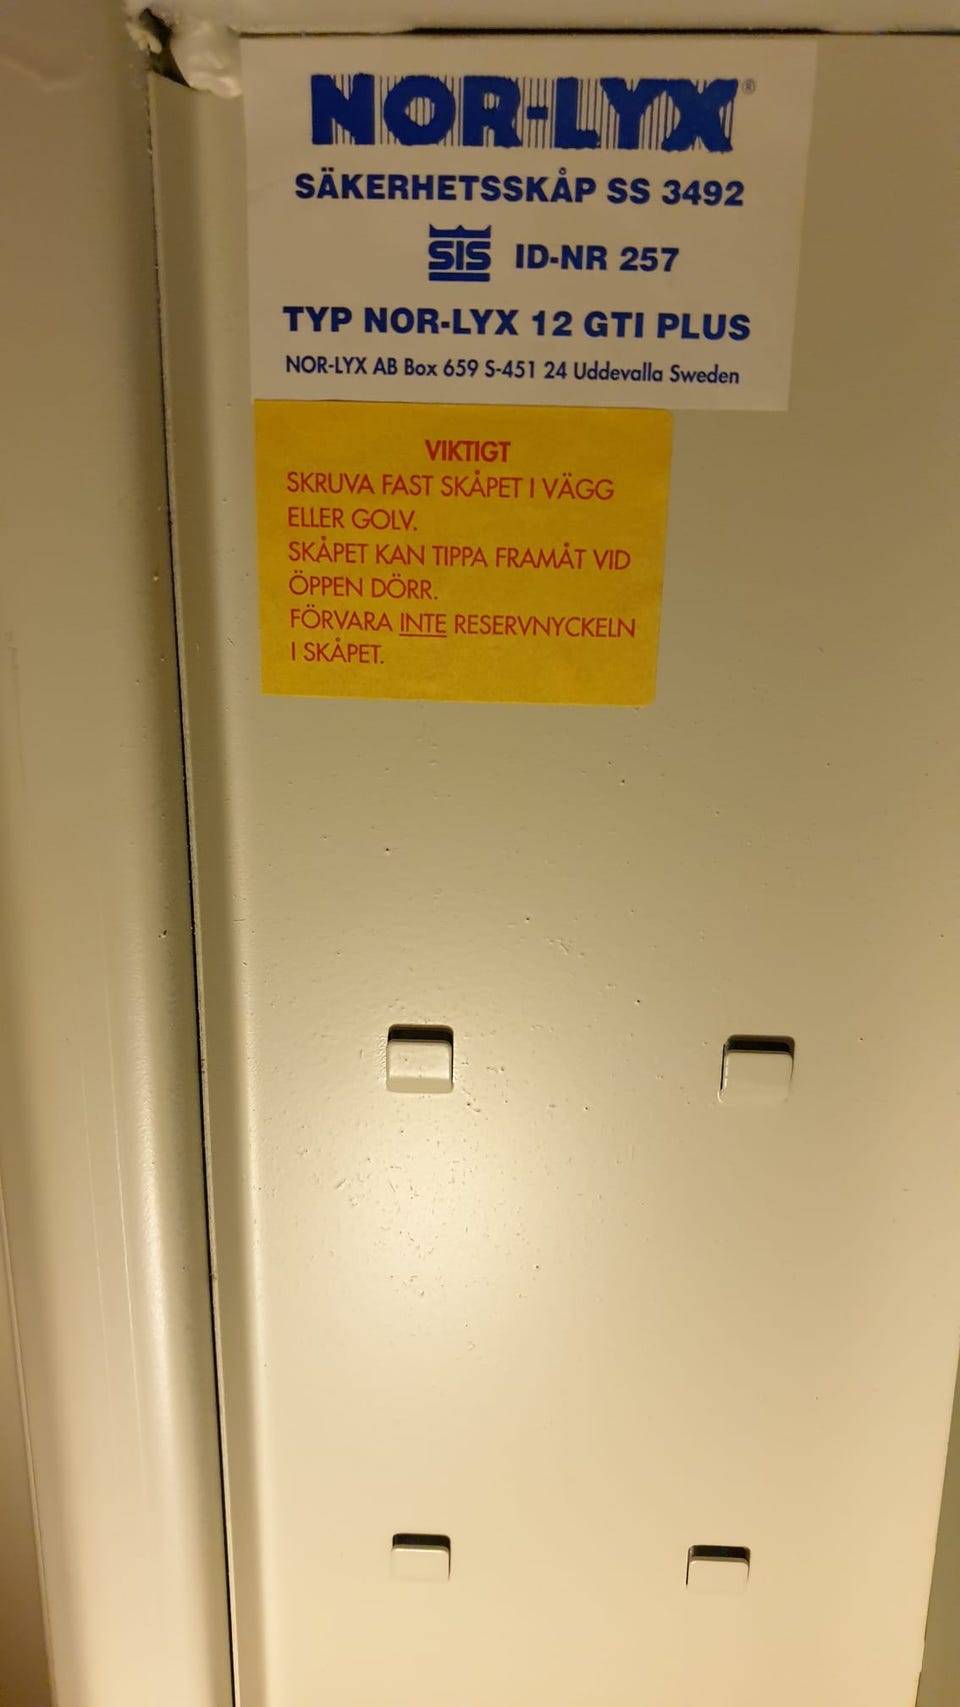 NOR-LYX®
SÄKERHETSSKÅP SS 3492
SIS ID-NR 257
TYP NOR-LYX 12 GTI PLUS
NOR-LYX AB Box 659 S-451 24 Uddevalla Sweden
VIKTIGT
SKRUVA FAST SKÅPET I VÄGG
ELLER GOLV.
SKÅPET KAN TIPPA FRAMÅT VID
ÖPPEN DÖRR.
FÖRVARA INTE RESERVNYCKELN
I SKÅPET.